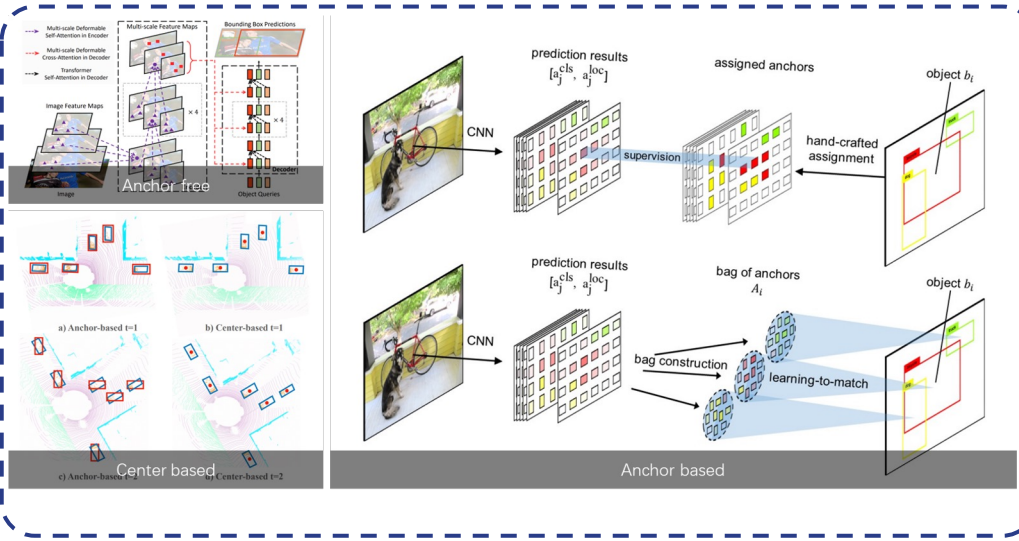 Multi-scale Deformable
Self-Attention in Encoder
Multi-scale Deformable
Cross-Attention in Decoder
Transformer
Self-Attention in Decoder
Multi-scale Feature Maps
Bounding Box Predictions
Image Feature Maps
× 4
× 4
Decoder
Image
Object Queries
Anchor free
a) Anchor-based t=1
b) Center-based t=1
c) Anchor-based t=2
d) Center-based t=2
Center based
prediction results
[a_j^cls, a_j^loc]
assigned anchors
object b_i
CNN
supervision
hand-crafted
assignment
prediction results
[a_j^cls, a_j^loc]
bag of anchors
A_i
object b_i
CNN
bag construction
learning-to-match
Anchor based